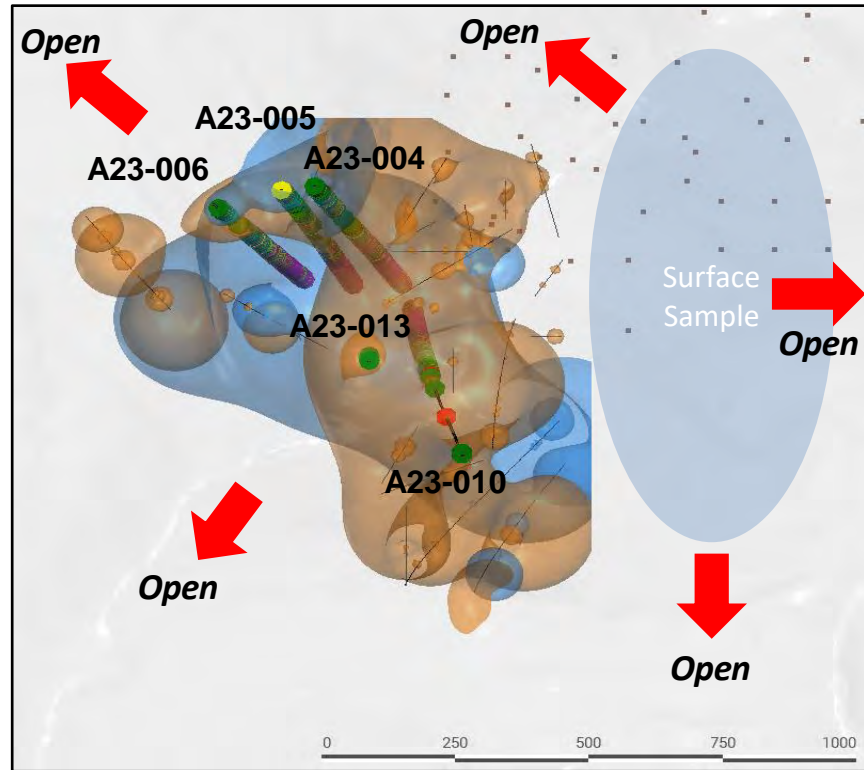 Open
Open
A23-005
A23-004
A23-006
Surface
Sample
A23-013
Open
A23-010
Open
Open
0
250
500
750
1000